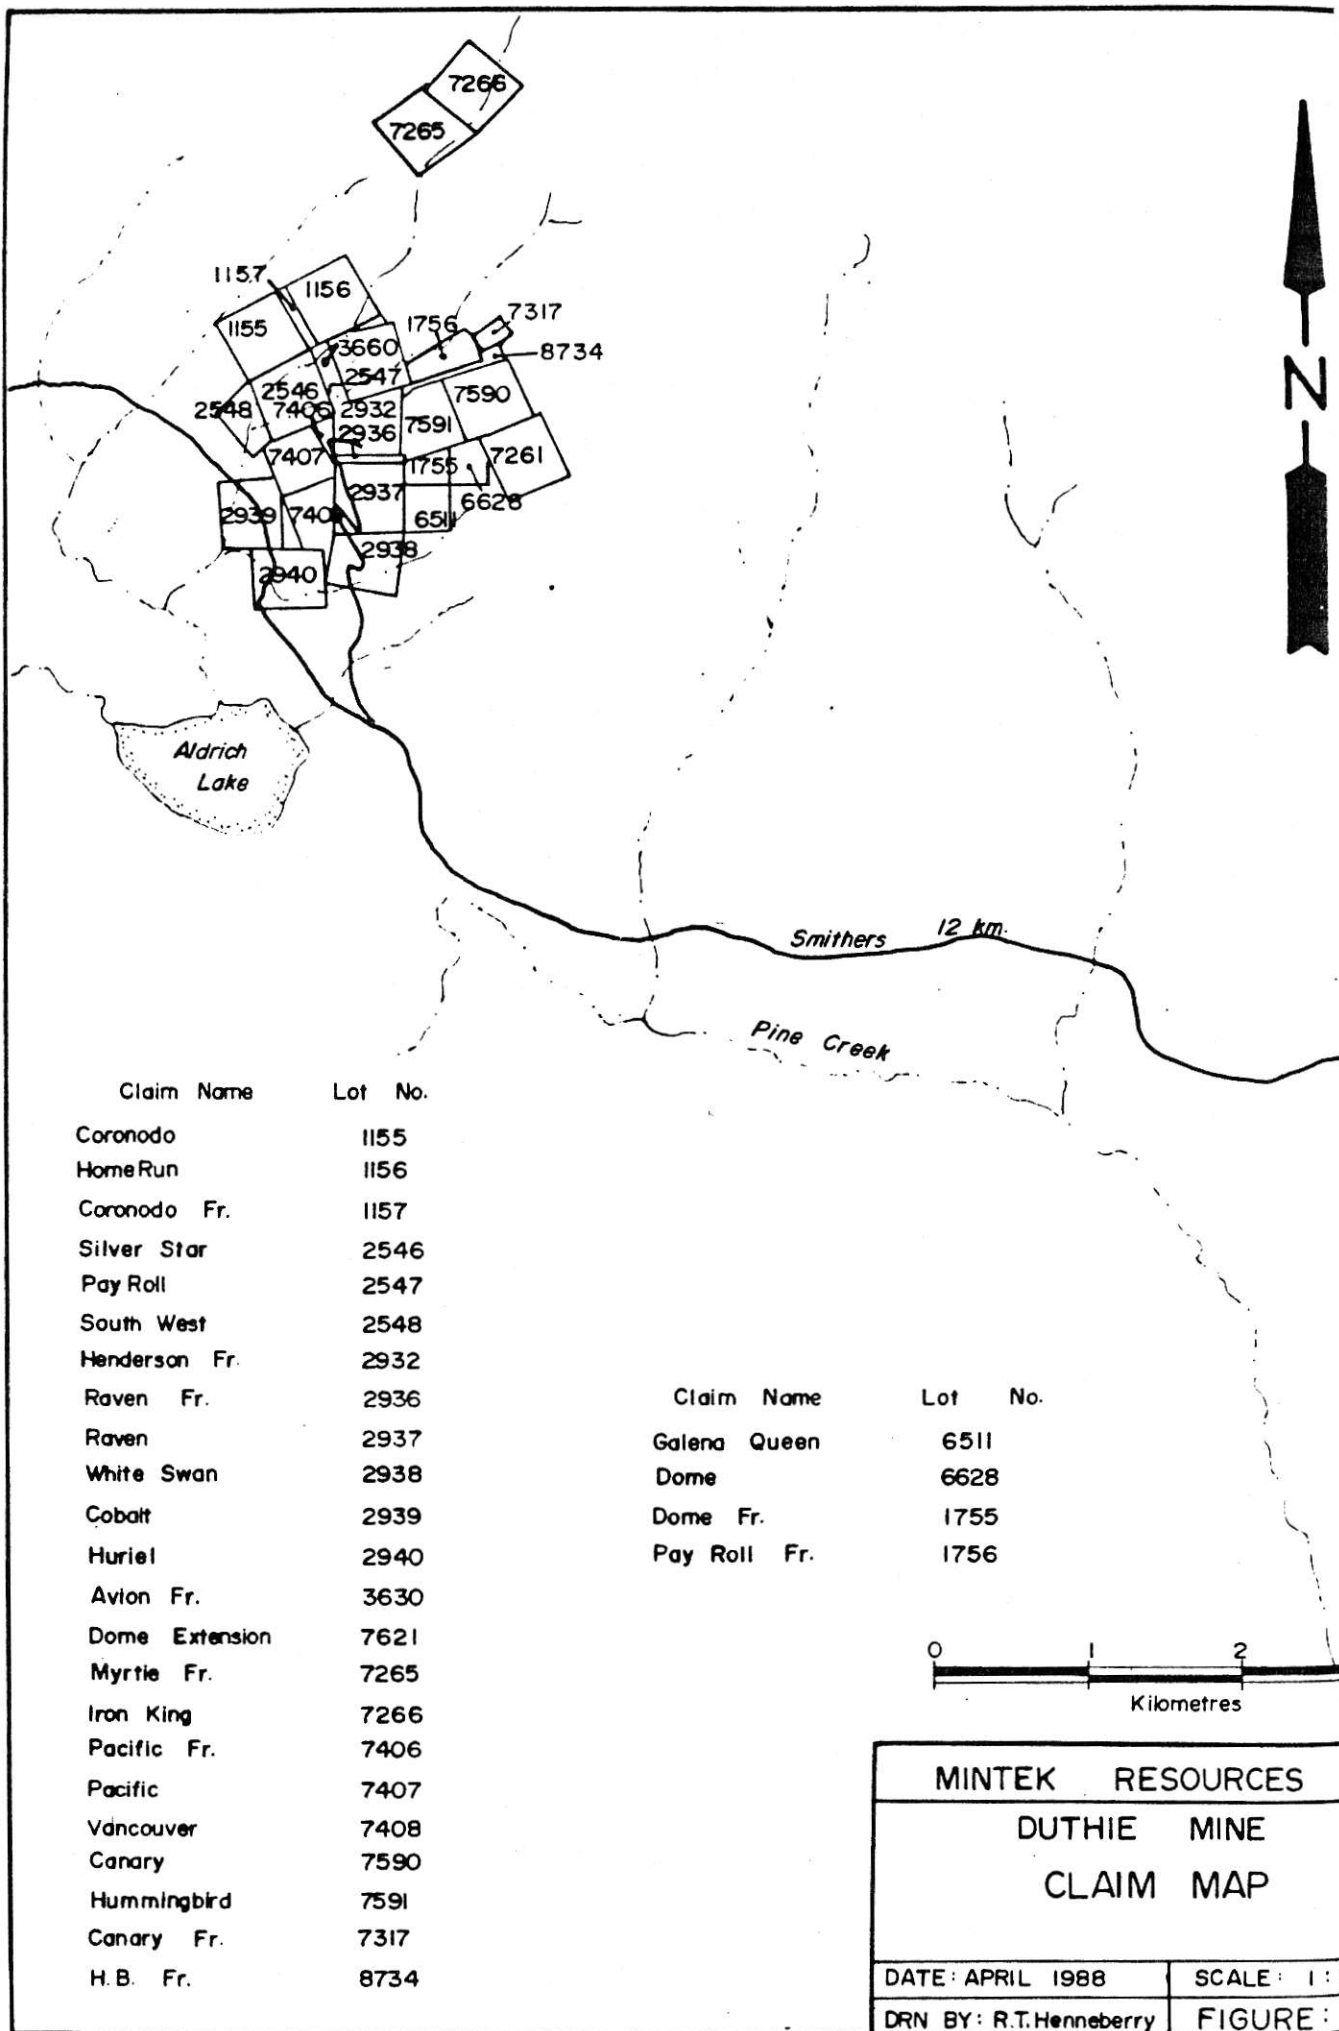 7266
7265
1157
1156
1155
1756
7317
3660
8734
2547
2546
7590
2548
7406
2932
7591
2936
7407
1755
7261
2937
6628
2939
6511
2938
2940
N
Aldrich
Lake
Smithers 12 km.
Pine Creek
Claim Name Lot No.
Coronodo 1155
Home Run 1156
Coronodo Fr. 1157
Silver Star 2546
Pay Roll 2547
South West 2548
Henderson Fr. 2932
Raven Fr. 2936
Raven 2937
White Swan 2938
Cobalt 2939
Huriel 2940
Avion Fr. 3630
Dome Extension 7621
Myrtle Fr. 7265
Iron King 7266
Pacific Fr. 7406
Pacific 7407
Vancouver 7408
Canary 7590
Hummingbird 7591
Canary Fr. 7317
H.B. Fr. 8734
Claim Name Lot No.
Galena Queen 6511
Dome 6628
Dome Fr. 1755
Pay Roll Fr. 1756
0 1 2
Kilometres
MINTEK RESOURCES
DUTHIE MINE
CLAIM MAP
DATE: APRIL 1988
SCALE: 1:
DRN BY: R.T. Henneberry
FIGURE: